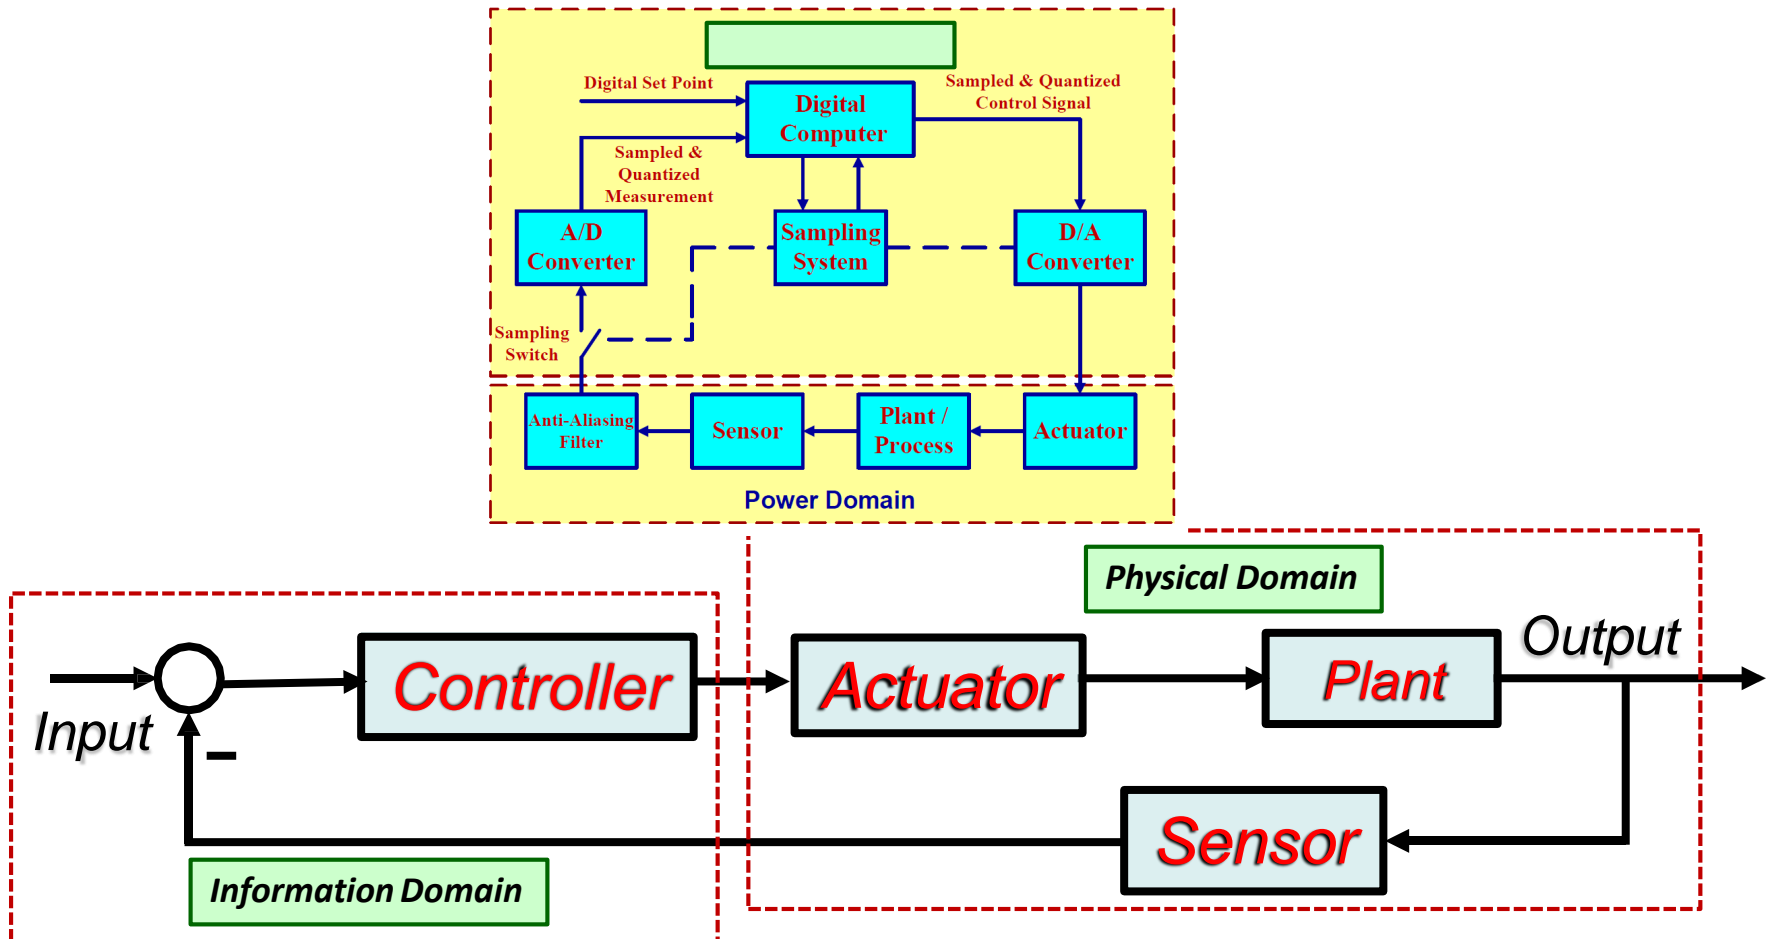 Digital Set Point
Sampled & Quantized
Control Signal
Digital
Computer
Sampled &
Quantized
Measurement
A/D
Converter
Sampling
System
D/A
Converter
Sampling
Switch
Anti-Aliasing
Filter
Sensor
Plant /
Process
Actuator
Power Domain
Physical Domain
Input
Controller
Actuator
Plant
Output
–
Sensor
Information Domain